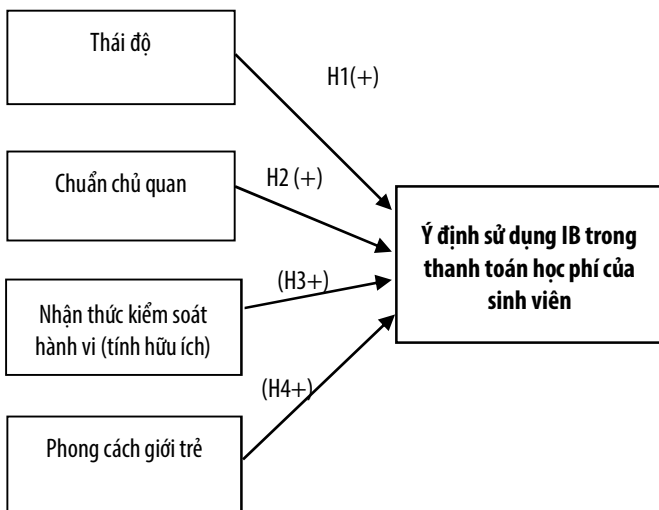 Thái độ
H1(+)
Chuẩn chủ quan
H2 (+)
Ý định sử dụng IB trong
thanh toán học phí của
sinh viên
Nhận thức kiểm soát
hành vi (tính hữu ích)
(H3+)
(H4+)
Phong cách giới trẻ